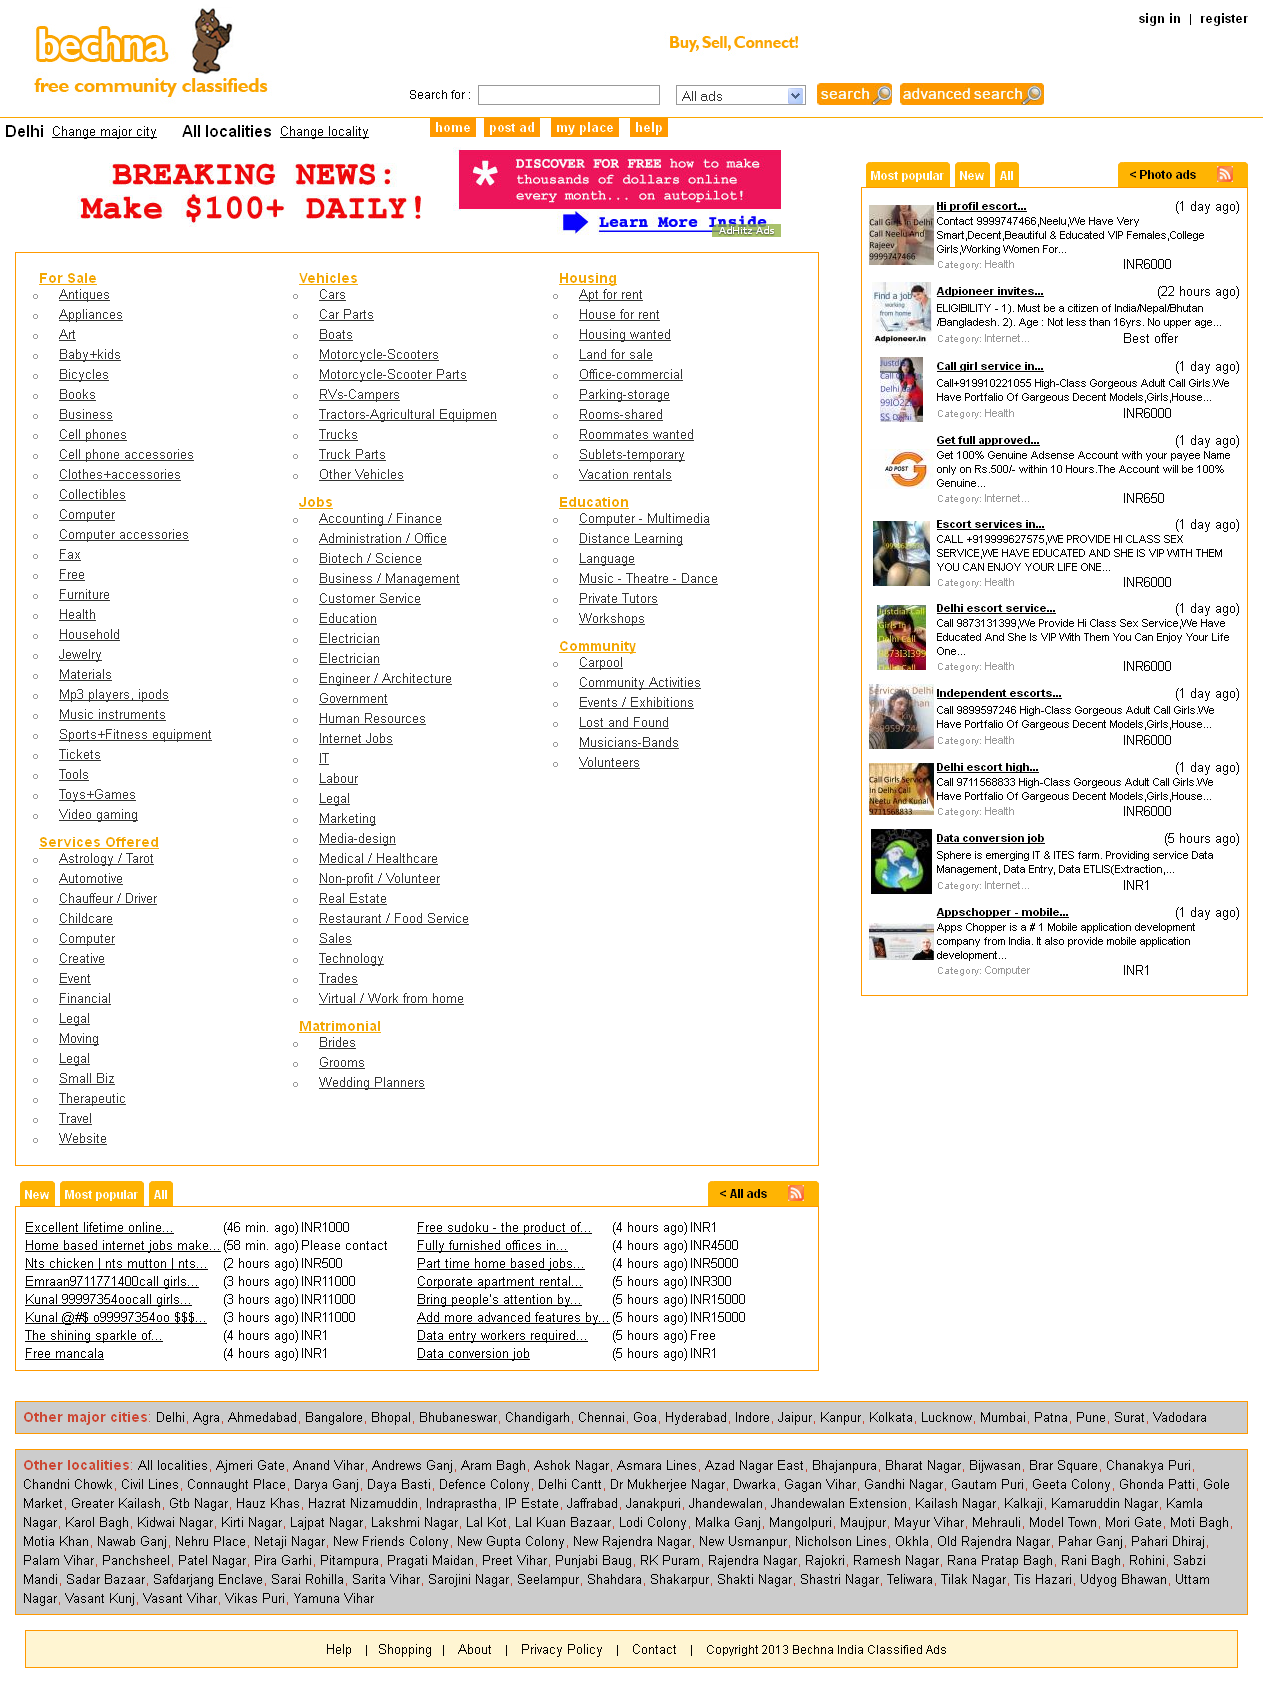 sign in | register
bechna
free community classifieds
Buy, Sell, Connect!
Search for :
All ads
search
advanced search
Delhi Change major city All localities Change locality
home
post ad
my place
help
BREAKING NEWS:
Make $100+ DAILY!
* DISCOVER FOR FREE how to make
thousands of dollars online
every month... on autopilot!
Learn More Inside
AdHitz Ads
For Sale
Antiques
Appliances
Art
Baby+kids
Bicycles
Books
Business
Cell phones
Cell phone accessories
Clothes+accessories
Collectibles
Computer
Computer accessories
Fax
Free
Furniture
Health
Household
Jewelry
Materials
Mp3 players, ipods
Music instruments
Sports+Fitness equipment
Tickets
Tools
Toys+Games
Video gaming
Services Offered
Astrology / Tarot
Automotive
Chauffeur / Driver
Childcare
Computer
Creative
Event
Financial
Legal
Moving
Legal
Small Biz
Therapeutic
Travel
Website
Vehicles
Cars
Car Parts
Boats
Motorcycle-Scooters
Motorcycle-Scooter Parts
RVs-Campers
Tractors-Agricultural Equipmen
Trucks
Truck Parts
Other Vehicles
Jobs
Accounting / Finance
Administration / Office
Biotech / Science
Business / Management
Customer Service
Education
Electrician
Electrician
Engineer / Architecture
Government
Human Resources
Internet Jobs
IT
Labour
Legal
Marketing
Media-design
Medical / Healthcare
Non-profit / Volunteer
Real Estate
Restaurant / Food Service
Sales
Technology
Trades
Virtual / Work from home
Matrimonial
Brides
Grooms
Wedding Planners
Housing
Apt for rent
House for rent
Housing wanted
Land for sale
Office-commercial
Parking-storage
Rooms-shared
Roommates wanted
Sublets-temporary
Vacation rentals
Education
Computer - Multimedia
Distance Learning
Language
Music - Theatre - Dance
Private Tutors
Workshops
Community
Carpool
Community Activities
Events / Exhibitions
Lost and Found
Musicians-Bands
Volunteers
Most popular New All < Photo ads
Hi profil escort... (1 day ago)
Contact 9999747466,Neelu,We Have Very
Smart,Decent,Beautiful & Educated VIP Females,College
Girls,Working Women For...
Category: Health INR6000
Call Girls In Delhi
Call Neelu And
Rajeev
9999747466
Adpioneer invites... (22 hours ago)
ELIGIBILITY - 1). Must be a citizen of India/Nepal/Bhutan
/Bangladesh. 2). Age : Not less than 16yrs. No upper age...
Category: Internet... Best offer
Find a job
working
from home
Adpioneer.in
Call girl service in... (1 day ago)
Call+919910221055 High-Class Gorgeous Adult Call Girls.We
Have Portfalio Of Gargeous Decent Models,Girls,House...
Category: Health INR6000
Get full approved... (1 day ago)
Get 100% Genuine Adsense Account with your payee Name
only on Rs.500/- within 10 Hours.The Account will be 100%
Genuine...
Category: Internet... INR650
AD POST
Escort services in... (1 day ago)
CALL +919999627575,WE PROVIDE HI CLASS SEX
SERVICE,WE HAVE EDUCATED AND SHE IS VIP WITH THEM
YOU CAN ENJOY YOUR LIFE ONE...
Category: Health INR6000
Delhi escort service... (1 day ago)
Call 9873131399,We Provide Hi Class Sex Service,We Have
Educated And She Is VIP With Them You Can Enjoy Your Life
One...
Category: Health INR6000
Independent escorts... (1 day ago)
Call 9899597246 High-Class Gorgeous Adult Call Girls.We
Have Portfalio Of Gargeous Decent Models,Girls,House...
Category: Health INR6000
Delhi escort high... (1 day ago)
Call 9711568833 High-Class Gorgeous Adult Call Girls.We
Have Portfalio Of Gargeous Decent Models,Girls,House...
Category: Health INR6000
Call Girls Service
In Delhi Call
Neetu And Kunal
9711568833
Data conversion job (5 hours ago)
Sphere is emerging IT & ITES farm. Providing service Data
Management, Data Entry, Data ETLIS(Extraction,...
Category: Internet... INR1
Appschopper - mobile... (1 day ago)
Apps Chopper is a # 1 Mobile application development
company from India. It also provide mobile application
development...
Category: Computer INR1
New Most popular All < All ads
Excellent lifetime online... (46 min. ago) INR1000
Home based internet jobs make... (58 min. ago) Please contact
Nts chicken | nts mutton | nts... (2 hours ago) INR500
Emraan9711771400call girls... (3 hours ago) INR11000
Kunal 99997354oocall girls... (3 hours ago) INR11000
Kunal @#$ o99997354oo $$$... (3 hours ago) INR11000
The shining sparkle of... (4 hours ago) INR1
Free mancala (4 hours ago) INR1
Free sudoku - the product of... (4 hours ago) INR1
Fully furnished offices in... (4 hours ago) INR4500
Part time home based jobs... (4 hours ago) INR5000
Corporate apartment rental... (5 hours ago) INR300
Bring people's attention by... (5 hours ago) INR15000
Add more advanced features by... (5 hours ago) INR15000
Data entry workers required... (5 hours ago) Free
Data conversion job (5 hours ago) INR1
Other major cities: Delhi, Agra, Ahmedabad, Bangalore, Bhopal, Bhubaneswar, Chandigarh, Chennai, Goa, Hyderabad, Indore, Jaipur, Kanpur, Kolkata, Lucknow, Mumbai, Patna, Pune, Surat, Vadodara
Other localities: All localities, Ajmeri Gate, Anand Vihar, Andrews Ganj, Aram Bagh, Ashok Nagar, Asmara Lines, Azad Nagar East, Bhajanpura, Bharat Nagar, Bijwasan, Brar Square, Chanakya Puri,
Chandni Chowk, Civil Lines, Connaught Place, Darya Ganj, Daya Basti, Defence Colony, Delhi Cantt, Dr Mukherjee Nagar, Dwarka, Gagan Vihar, Gandhi Nagar, Gautam Puri, Geeta Colony, Ghonda Patti, Gole
Market, Greater Kailash, Gtb Nagar, Hauz Khas, Hazrat Nizamuddin, Indraprastha, IP Estate, Jaffrabad, Janakpuri, Jhandewalan, Jhandewalan Extension, Kailash Nagar, Kalkaji, Kamaruddin Nagar, Kamla
Nagar, Karol Bagh, Kidwai Nagar, Kirti Nagar, Lajpat Nagar, Lakshmi Nagar, Lal Kot, Lal Kuan Bazaar, Lodi Colony, Malka Ganj, Mangolpuri, Maujpur, Mayur Vihar, Mehrauli, Model Town, Mori Gate, Moti Bagh,
Motia Khan, Nawab Ganj, Nehru Place, Netaji Nagar, New Friends Colony, New Gupta Colony, New Rajendra Nagar, New Usmanpur, Nicholson Lines, Okhla, Old Rajendra Nagar, Pahar Ganj, Pahari Dhiraj,
Palam Vihar, Panchsheel, Patel Nagar, Pira Garhi, Pitampura, Pragati Maidan, Preet Vihar, Punjabi Baug, RK Puram, Rajendra Nagar, Rajokri, Ramesh Nagar, Rana Pratap Bagh, Rani Bagh, Rohini, Sabzi
Mandi, Sadar Bazaar, Safdarjang Enclave, Sarai Rohilla, Sarita Vihar, Sarojini Nagar, Seelampur, Shahdara, Shakarpur, Shakti Nagar, Shastri Nagar, Teliwara, Tilak Nagar, Tis Hazari, Udyog Bhawan, Uttam
Nagar, Vasant Kunj, Vasant Vihar, Vikas Puri, Yamuna Vihar
Help | Shopping | About | Privacy Policy | Contact | Copyright 2013 Bechna India Classified Ads